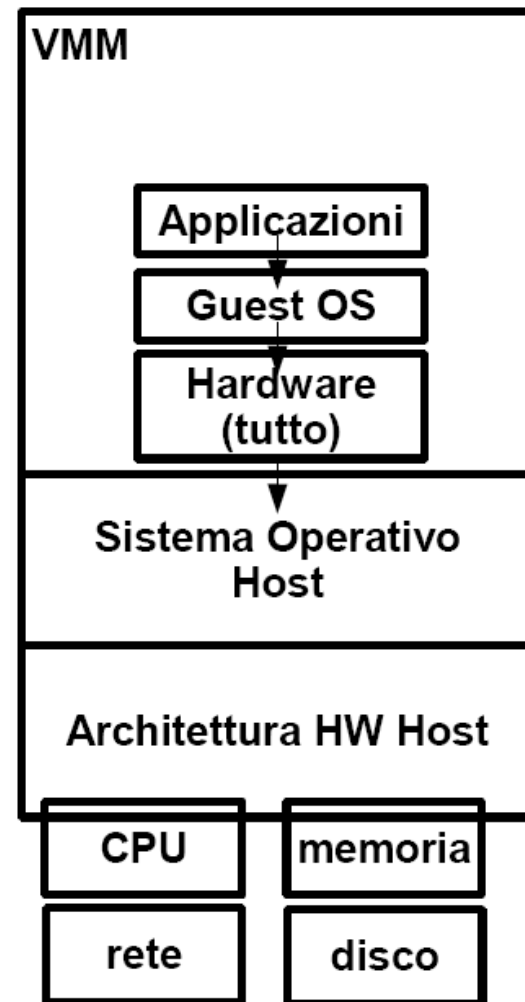 VMM
Applicazioni
Guest OS
Hardware
(tutto)
Sistema Operativo
Host
Architettura HW Host
CPU
memoria
rete
disco